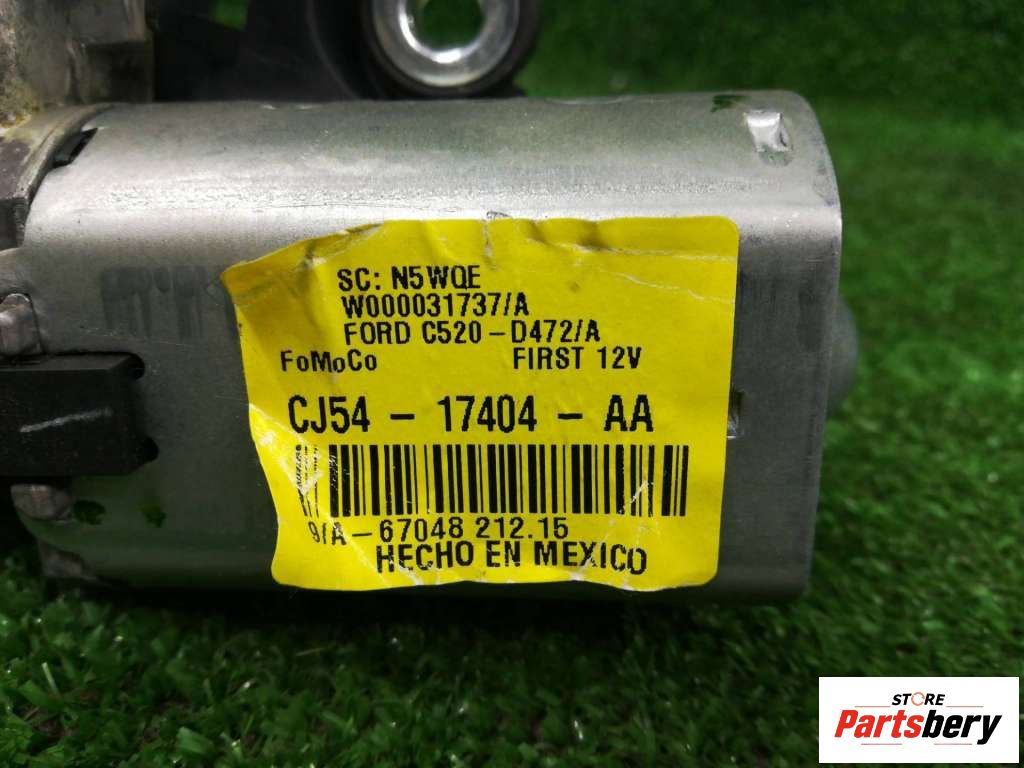 SC: N5WQE
W000031737/A
FORD C520-D472/A
FoMoCo FIRST 12V
CJ54 - 17404 - AA
9/A-67048 212.15
HECHO EN MEXICO
STORE
Partsbery